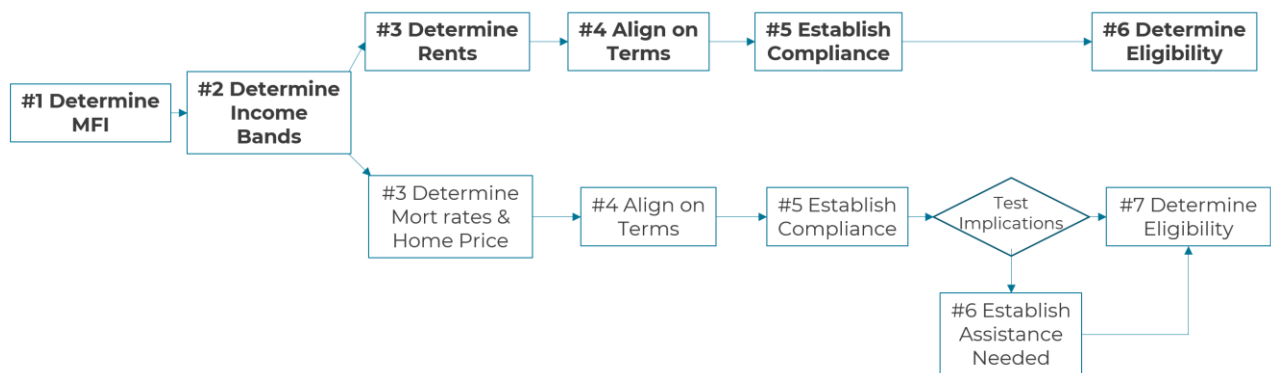 #1 Determine
MFI
#2 Determine
Income
Bands
#3 Determine
Rents
#4 Align on
Terms
#5 Establish
Compliance
#6 Determine
Eligibility
#3 Determine
Mort rates &
Home Price
#4 Align on
Terms
#5 Establish
Compliance
Test
Implications
#7 Determine
Eligibility
#6 Establish
Assistance
Needed